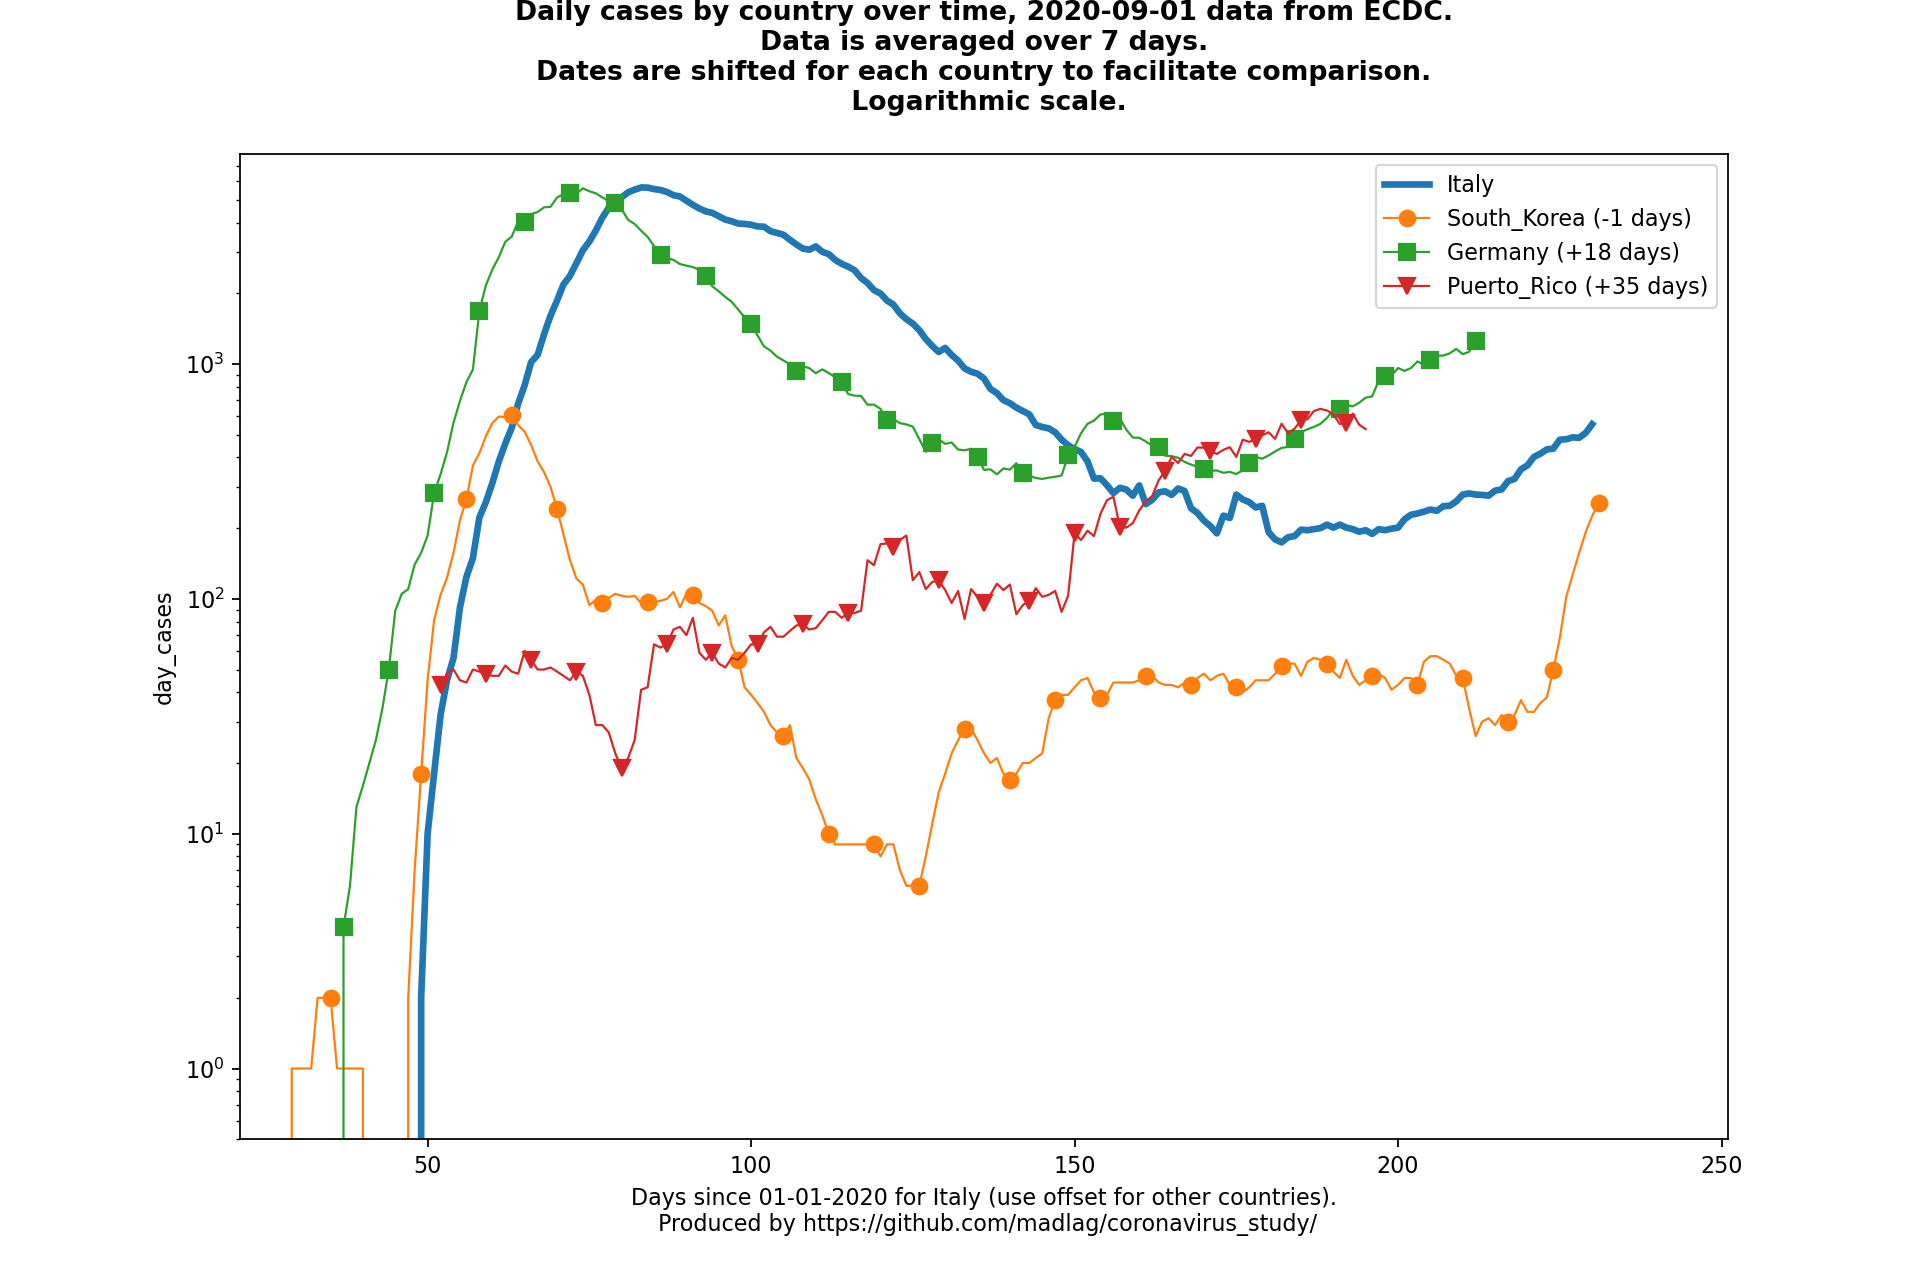 Daily cases by country over time, 2020-09-01 data from ECDC.
Data is averaged over 7 days.
Dates are shifted for each country to facilitate comparison.
Logarithmic scale.
Italy
South_Korea (-1 days)
Germany (+18 days)
Puerto_Rico (+35 days)
day_cases
10³
10²
10¹
10⁰
50
100
150
200
250
Days since 01-01-2020 for Italy (use offset for other countries).
Produced by https://github.com/madlag/coronavirus_study/